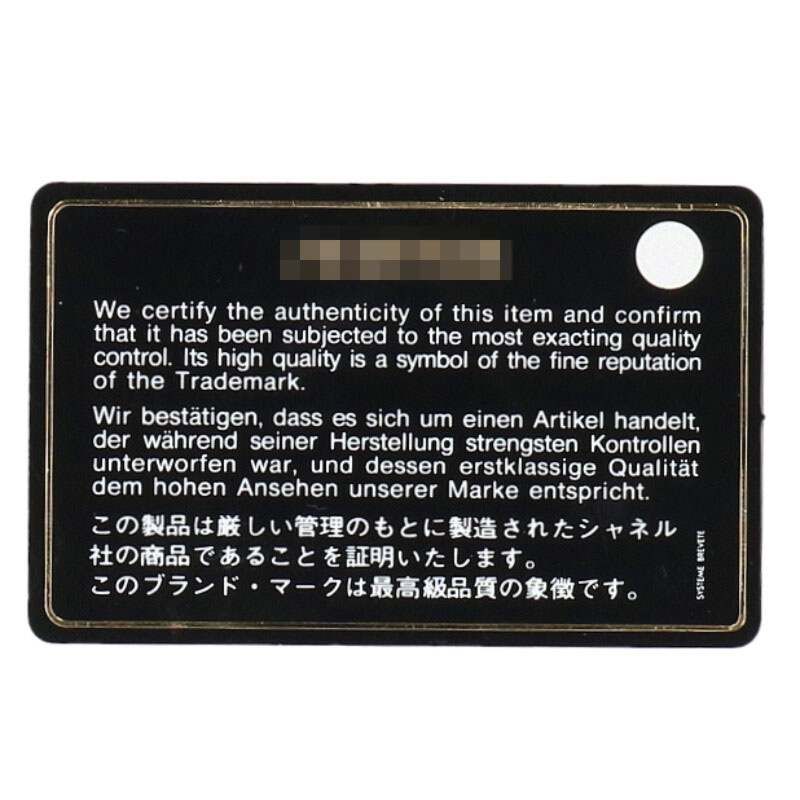 We certify the authenticity of this item and confirm
that it has been subjected to the most exacting quality
control. Its high quality is a symbol of the fine reputation
of the Trademark.
Wir bestätigen, dass es sich um einen Artikel handelt,
der während seiner Herstellung strengsten Kontrollen
unterworfen war, und dessen erstklassige Qualität
dem hohen Ansehen unserer Marke entspricht.
この製品は厳しい管理のもとに製造されたシャネル
社の商品であることを証明いたします。
このブランド・マークは最高級品質の象徴です。
SYSTEME BREVETE